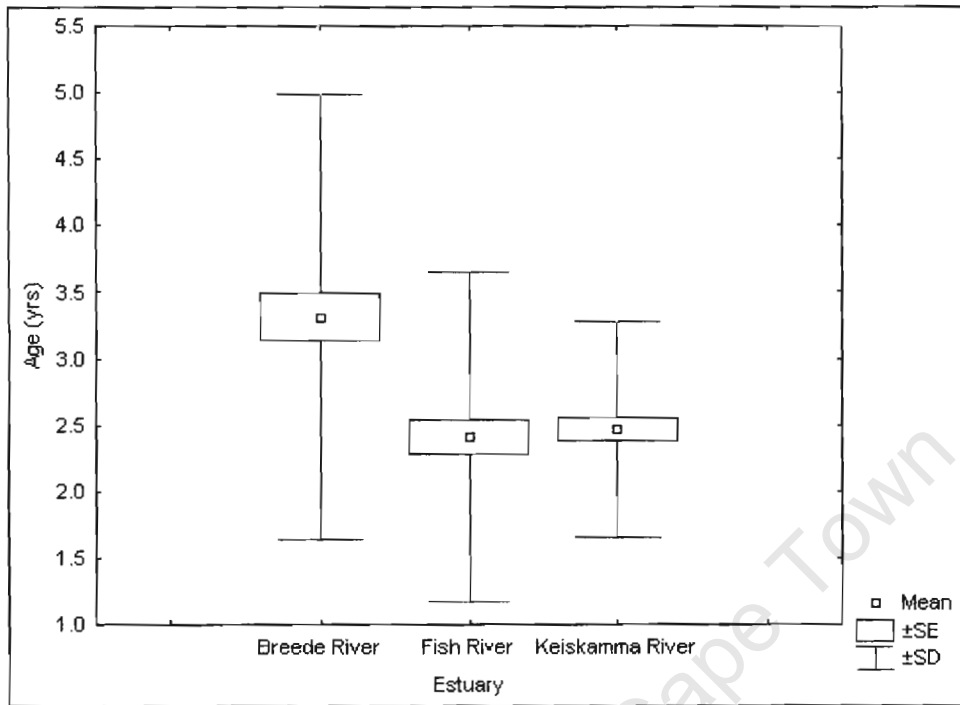 5.5
5.0
4.5
4.0
3.5
3.0
2.5
2.0
1.5
1.0
Age (yrs)
Breede River Fish River Keiskamma River
Estuary
Mean
±SE
±SD
Cape Town